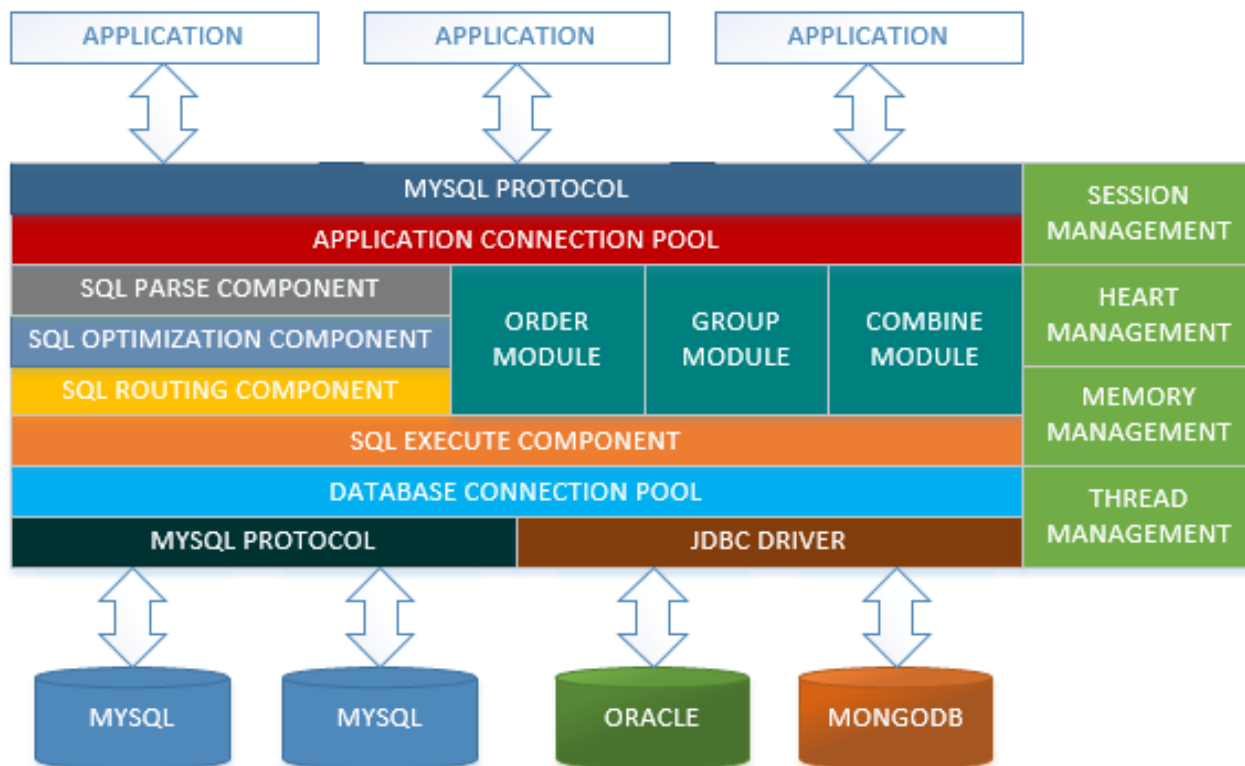 APPLICATION
APPLICATION
APPLICATION
MYSQL PROTOCOL
SESSION
MANAGEMENT
APPLICATION CONNECTION POOL
SQL PARSE COMPONENT
SQL OPTIMIZATION COMPONENT
SQL ROUTING COMPONENT
ORDER
MODULE
GROUP
MODULE
COMBINE
MODULE
HEART
MANAGEMENT
MEMORY
MANAGEMENT
SQL EXECUTE COMPONENT
DATABASE CONNECTION POOL
THREAD
MANAGEMENT
MYSQL PROTOCOL
JDBC DRIVER
MYSQL
MYSQL
ORACLE
MONGODB